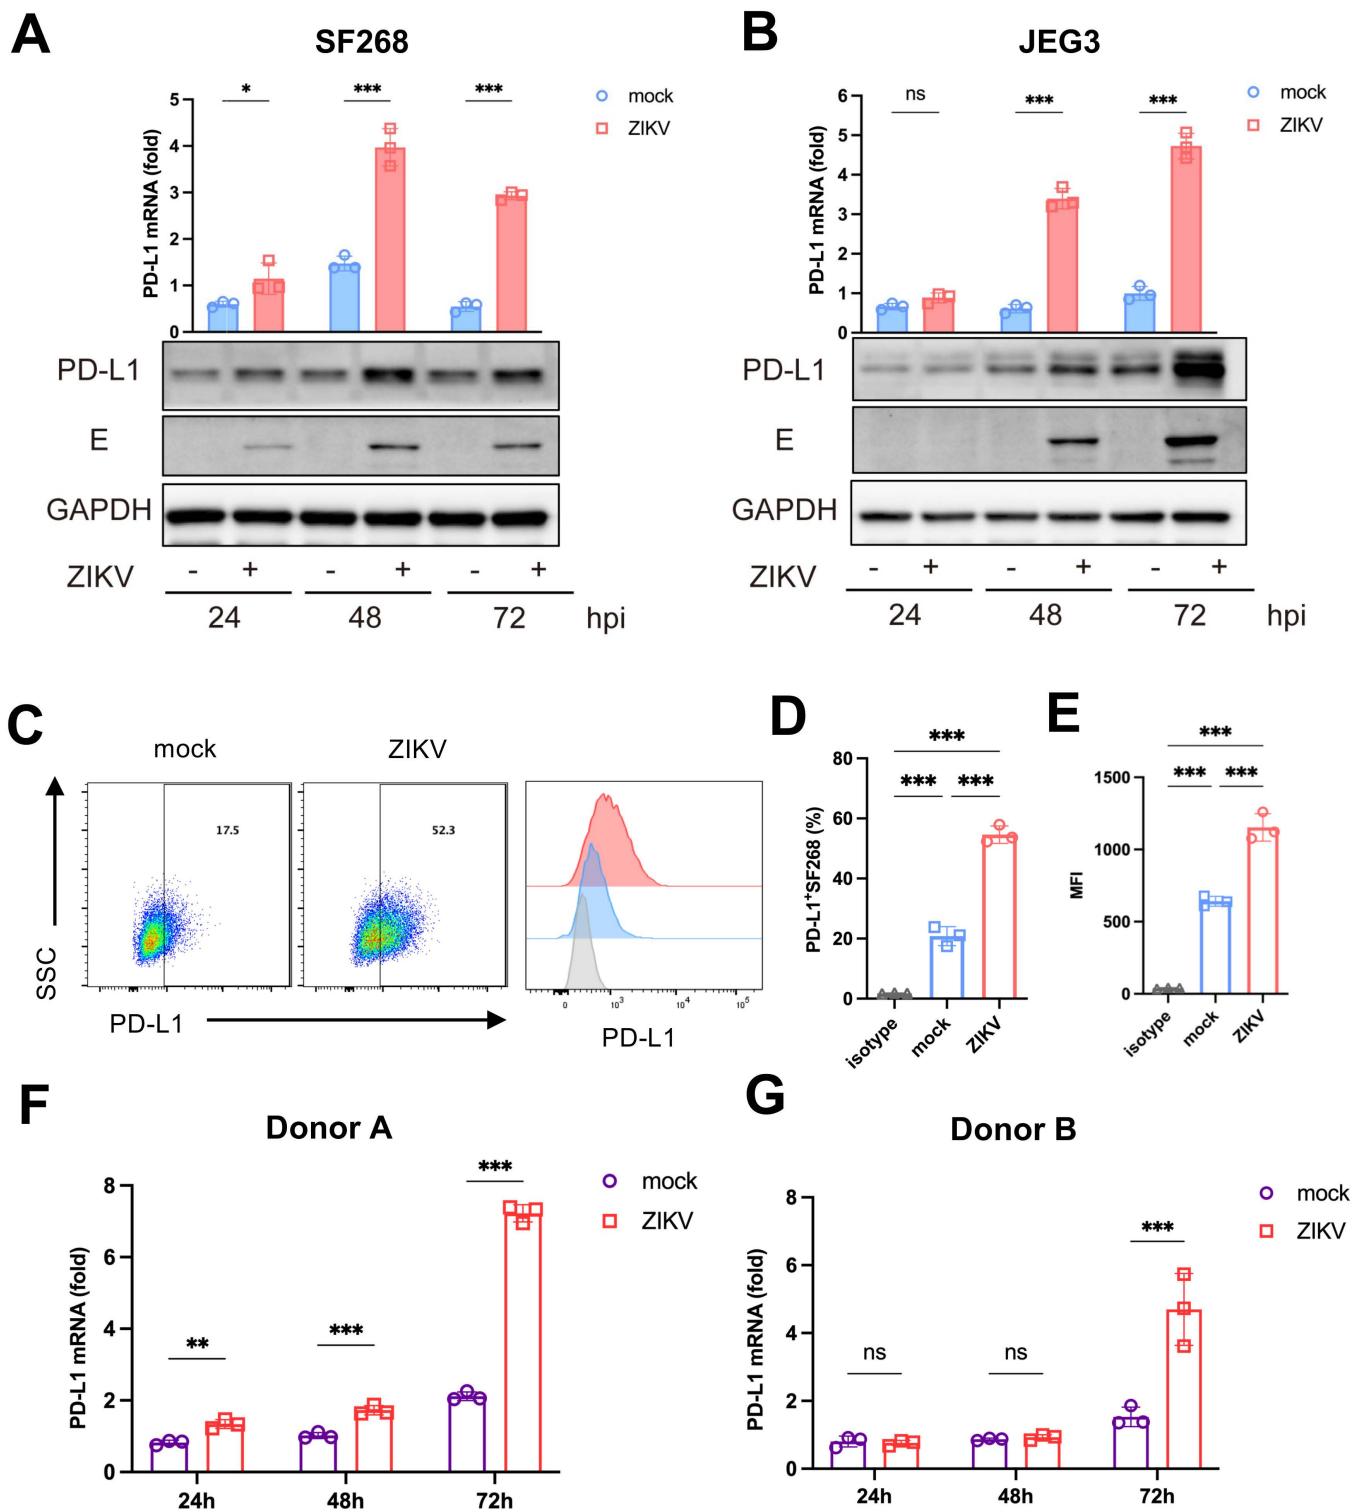 A
SF268
* *** ***
mock
ZIKV
PD-L1 mRNA (fold)
5
4
3
2
1
0
PD-L1
E
GAPDH
ZIKV - + - + - +
24 48 72 hpi
B
JEG3
ns *** ***
mock
ZIKV
PD-L1 mRNA (fold)
6
5
4
3
2
1
0
PD-L1
E
GAPDH
ZIKV - + - + - +
24 48 72 hpi
C
mock ZIKV
17.5 52.3
SSC
PD-L1
0 10³ 10⁴ 10⁵
PD-L1
D
***
*** ***
PD-L1⁺SF268 (%)
80
60
40
20
0
isotype mock ZIKV
E
***
*** ***
MFI
1500
1000
500
0
isotype mock ZIKV
F
Donor A
** *** ***
mock
ZIKV
PD-L1 mRNA (fold)
8
6
4
2
0
24h 48h 72h
G
Donor B
ns ns ***
mock
ZIKV
PD-L1 mRNA (fold)
8
6
4
2
0
24h 48h 72h